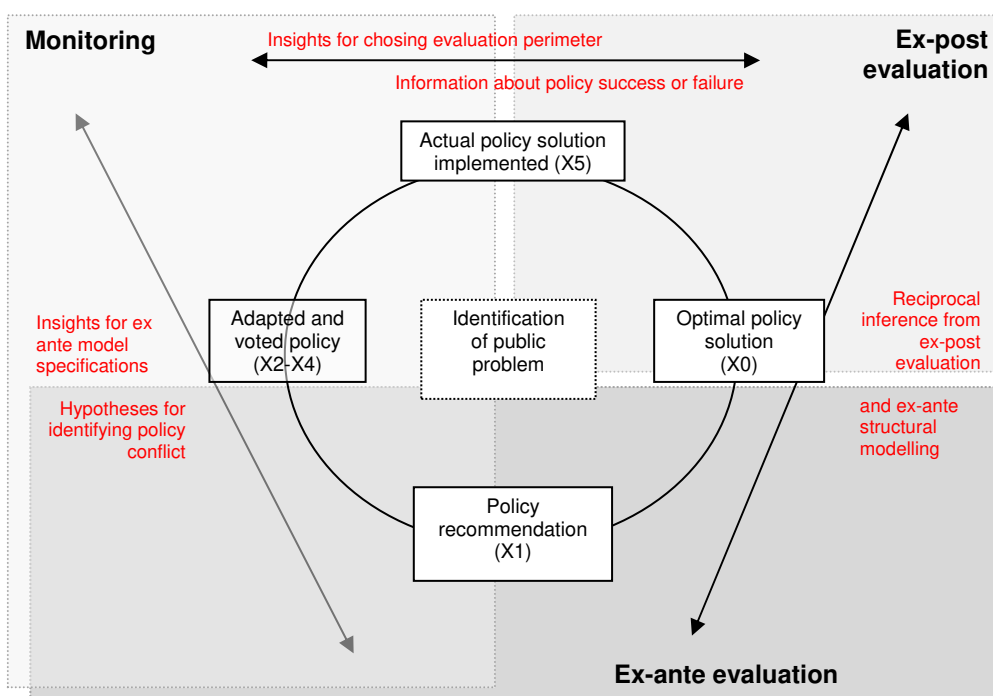 Monitoring
Insights for chosing evaluation perimeter
Information about policy success or failure
Ex-post
evaluation
Actual policy solution
implemented (X5)
Insights for ex
ante model
specifications
Adapted and
voted policy
(X2-X4)
Identification
of public
problem
Optimal policy
solution
(X0)
Reciprocal
inference from
ex-post
evaluation
Hypotheses for
identifying policy
conflict
and ex-ante
structural
modelling
Policy
recommendation
(X1)
Ex-ante evaluation